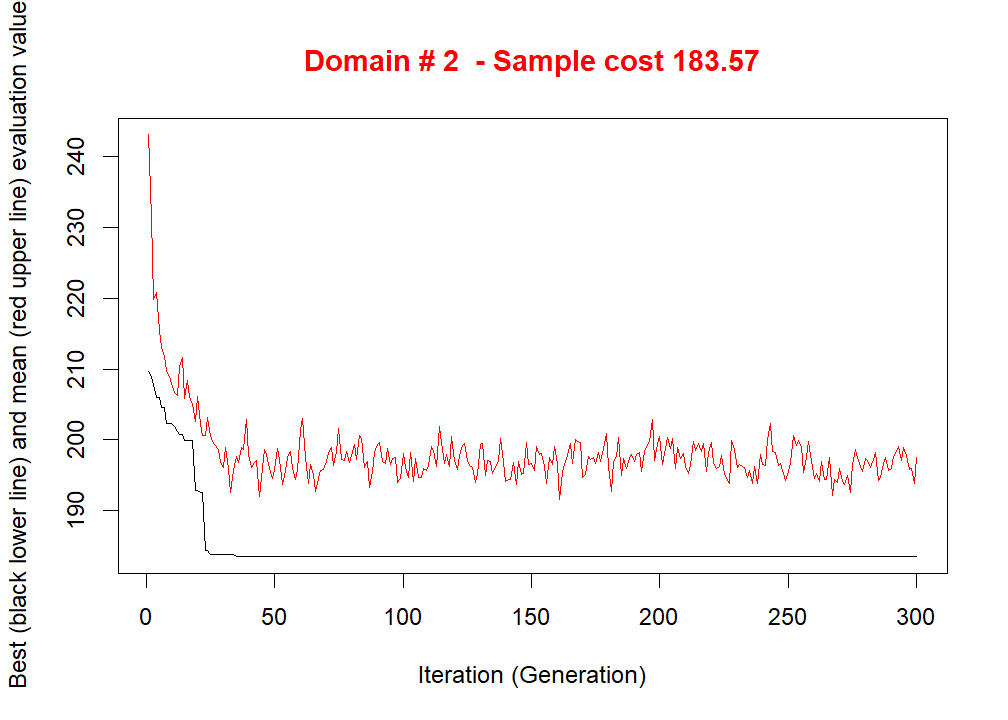 Domain # 2  - Sample cost 183.57
Best (black lower line) and mean (red upper line) evaluation value
240
230
220
210
200
190
0 50 100 150 200 250 300
Iteration (Generation)